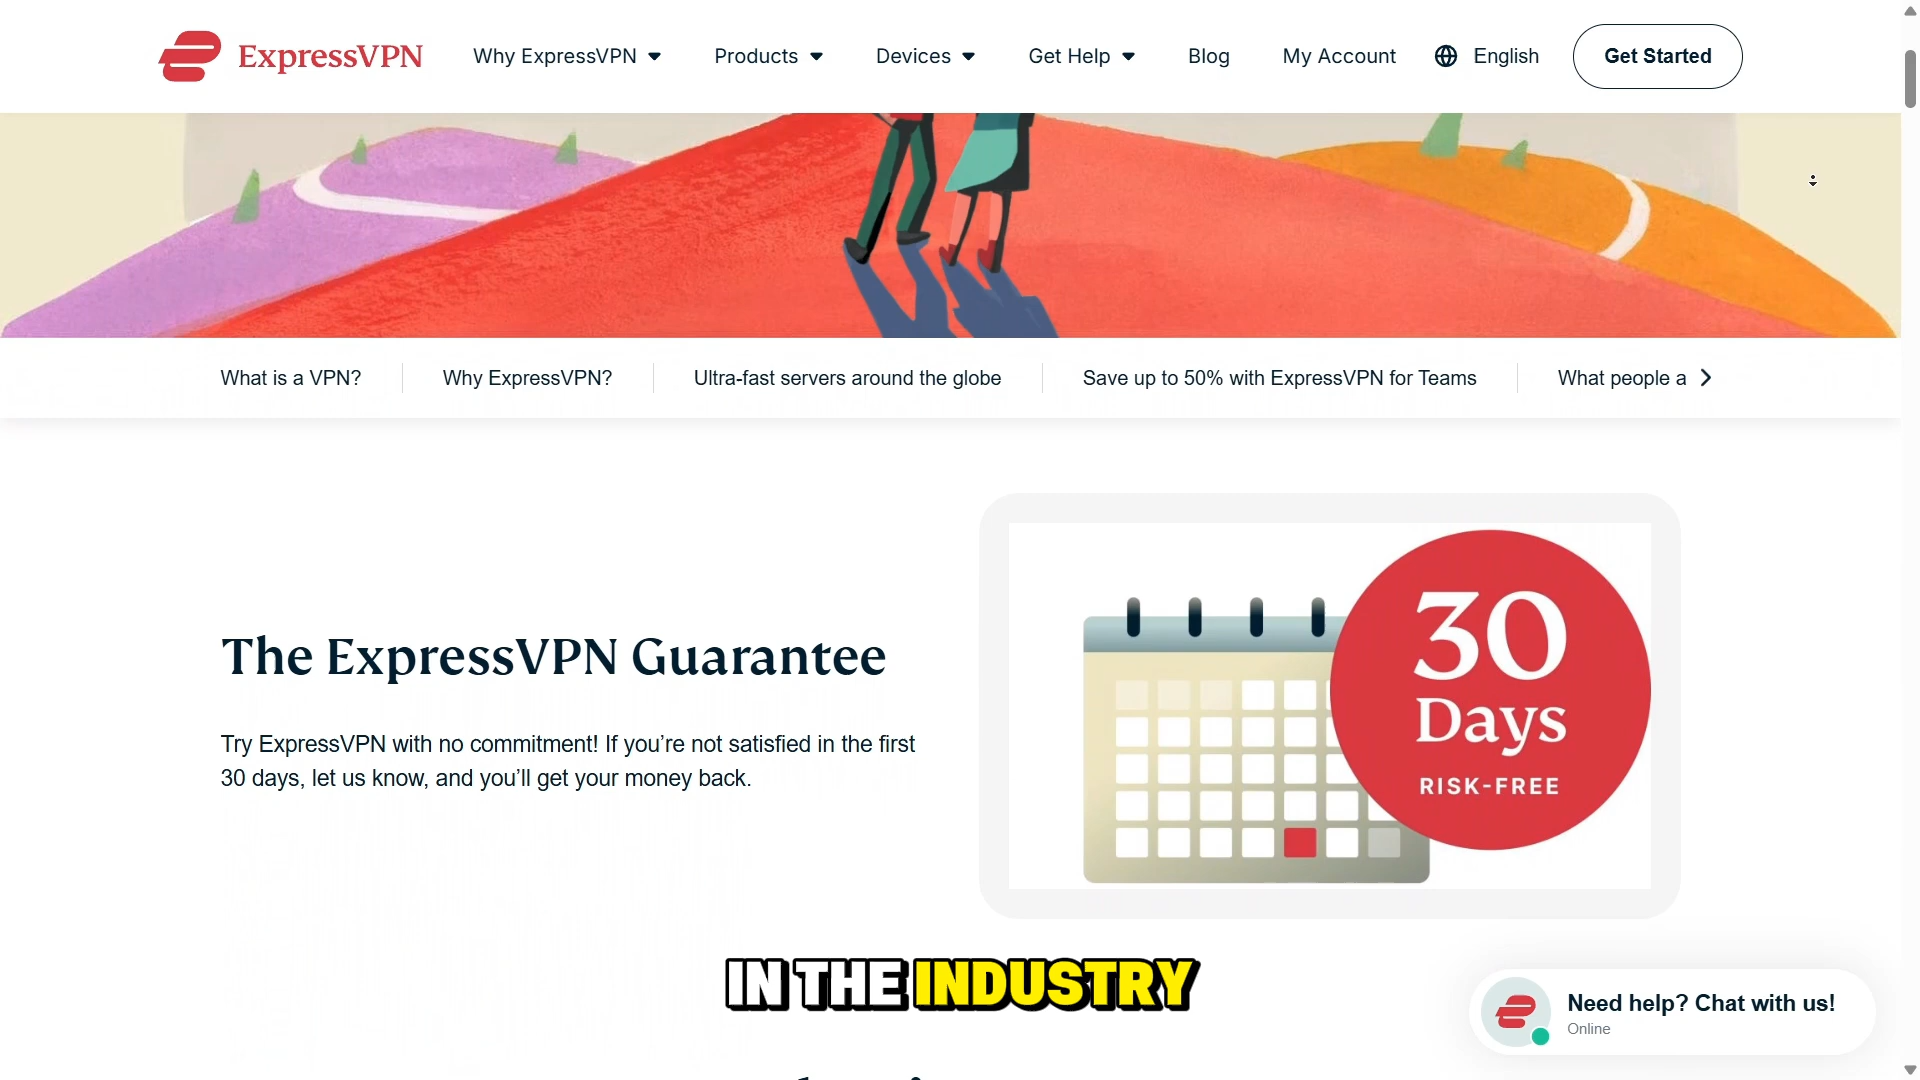 ExpressVPN
Why ExpressVPN
Products
Devices
Get Help
Blog
My Account
English
Get Started
What is a VPN?
Why ExpressVPN?
Ultra-fast servers around the globe
Save up to 50% with ExpressVPN for Teams
What people a
The ExpressVPN Guarantee
Try ExpressVPN with no commitment! If you’re not satisfied in the first
30 days, let us know, and you’ll get your money back.
30
Days
RISK-FREE
IN THE INDUSTRY
Need help? Chat with us!
Online